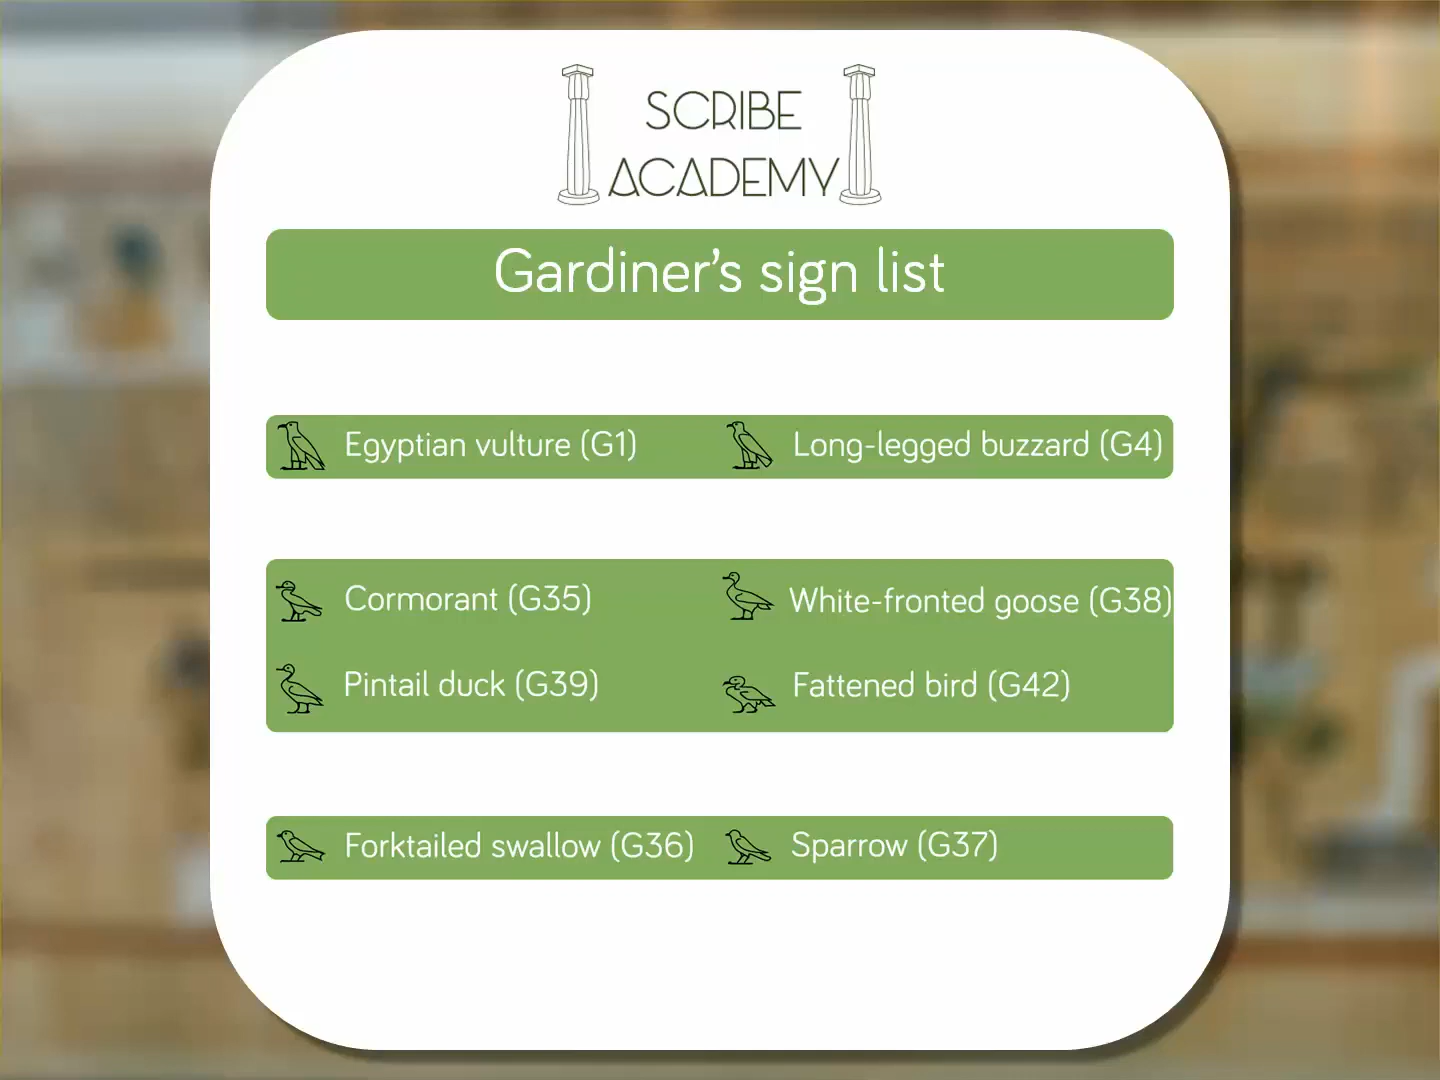 SCRIBE
ACADEMY
Gardiner’s sign list
Egyptian vulture (G1)
Long-legged buzzard (G4)
Cormorant (G35)
White-fronted goose (G38)
Pintail duck (G39)
Fattened bird (G42)
Forktailed swallow (G36)
Sparrow (G37)